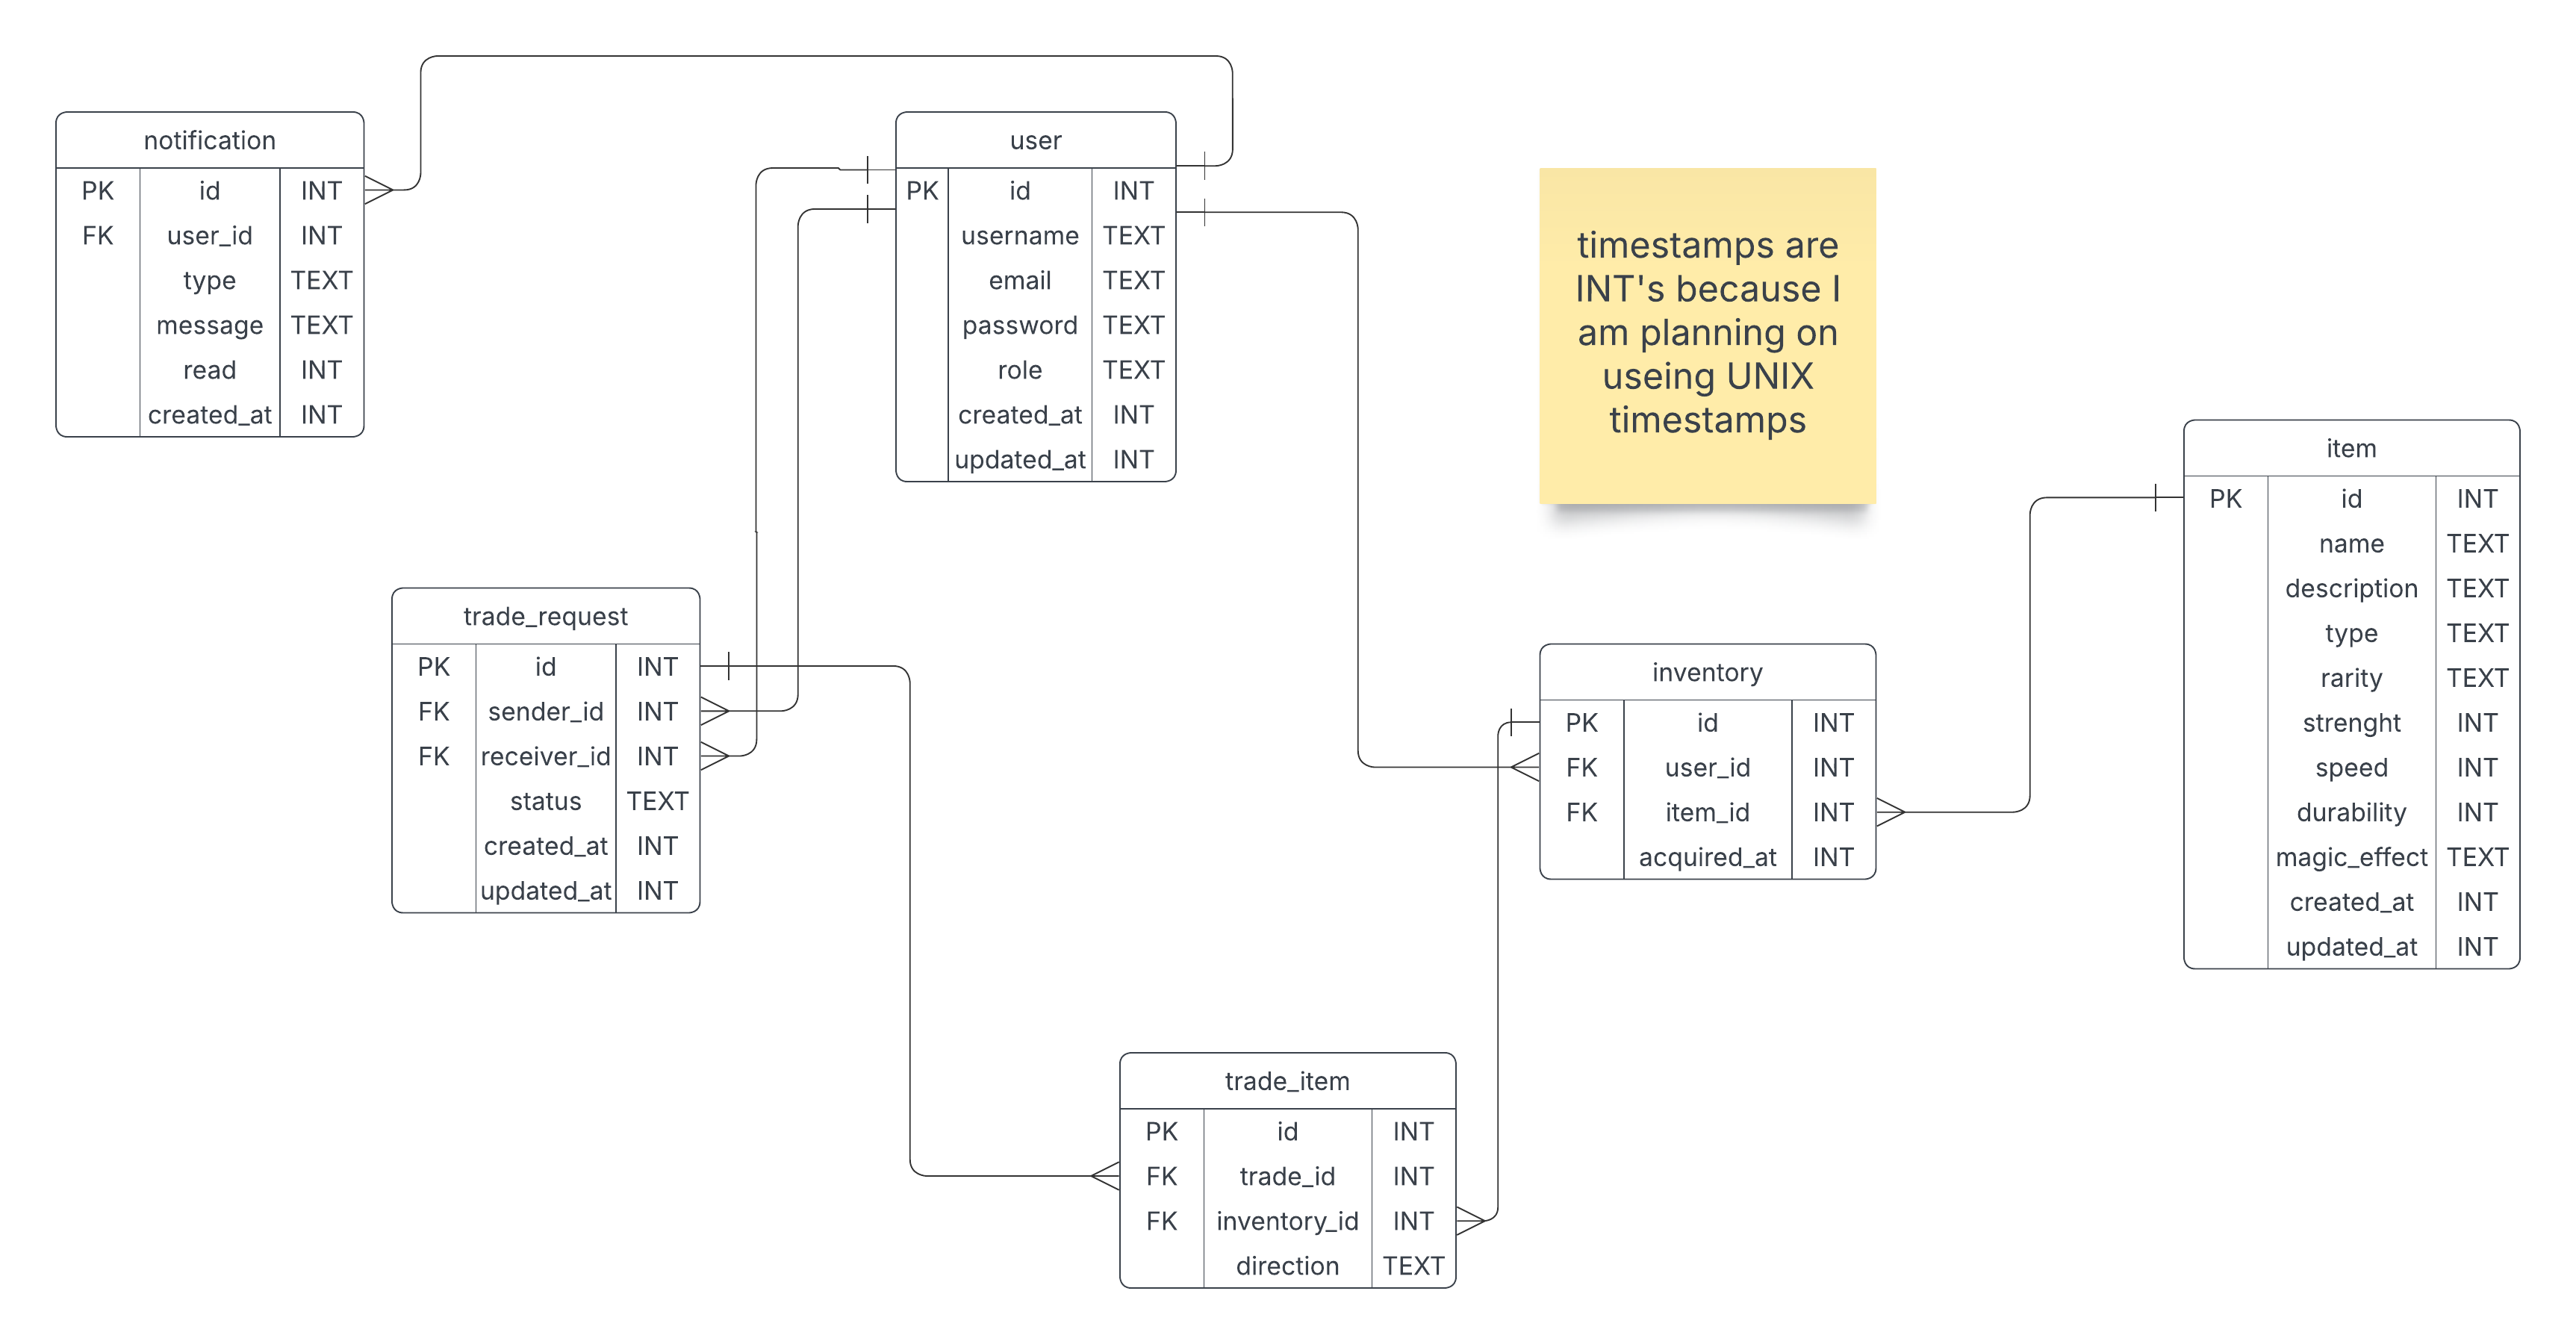 notification
PK id INT
FK user_id INT
type TEXT
message TEXT
read INT
created_at INT
user
PK id INT
username TEXT
email TEXT
password TEXT
role TEXT
created_at INT
updated_at INT
timestamps are
INT's because I
am planning on
useing UNIX
timestamps
item
PK id INT
name TEXT
description TEXT
type TEXT
rarity TEXT
strenght INT
speed INT
durability INT
magic_effect TEXT
created_at INT
updated_at INT
trade_request
PK id INT
FK sender_id INT
FK receiver_id INT
status TEXT
created_at INT
updated_at INT
inventory
PK id INT
FK user_id INT
FK item_id INT
acquired_at INT
trade_item
PK id INT
FK trade_id INT
FK inventory_id INT
direction TEXT